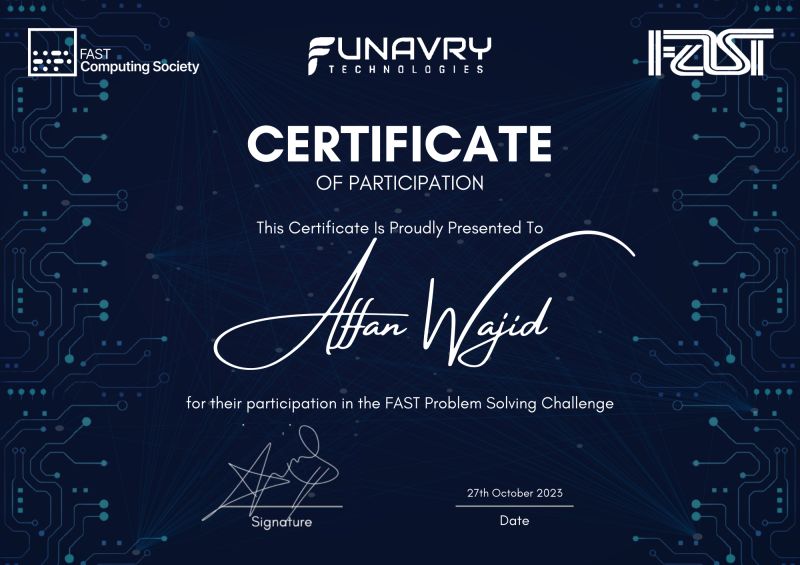 FAST
Computing Society
FUNAVRY
TECHNOLOGIES
FAST
CERTIFICATE
OF PARTICIPATION
This Certificate Is Proudly Presented To
Affan Wajid
for their participation in the FAST Problem Solving Challenge
27th October 2023
Signature
Date